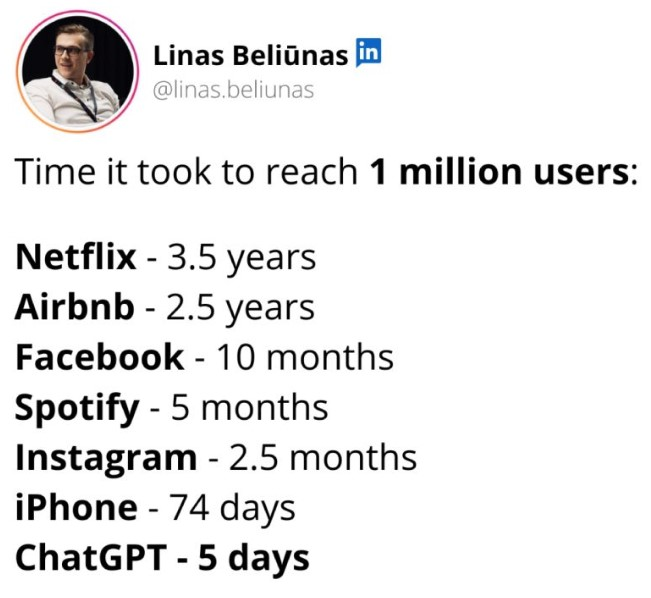 Linas Beliūnas in
@linas.beliunas
Time it took to reach 1 million users:
Netflix - 3.5 years
Airbnb - 2.5 years
Facebook - 10 months
Spotify - 5 months
Instagram - 2.5 months
iPhone - 74 days
ChatGPT - 5 days